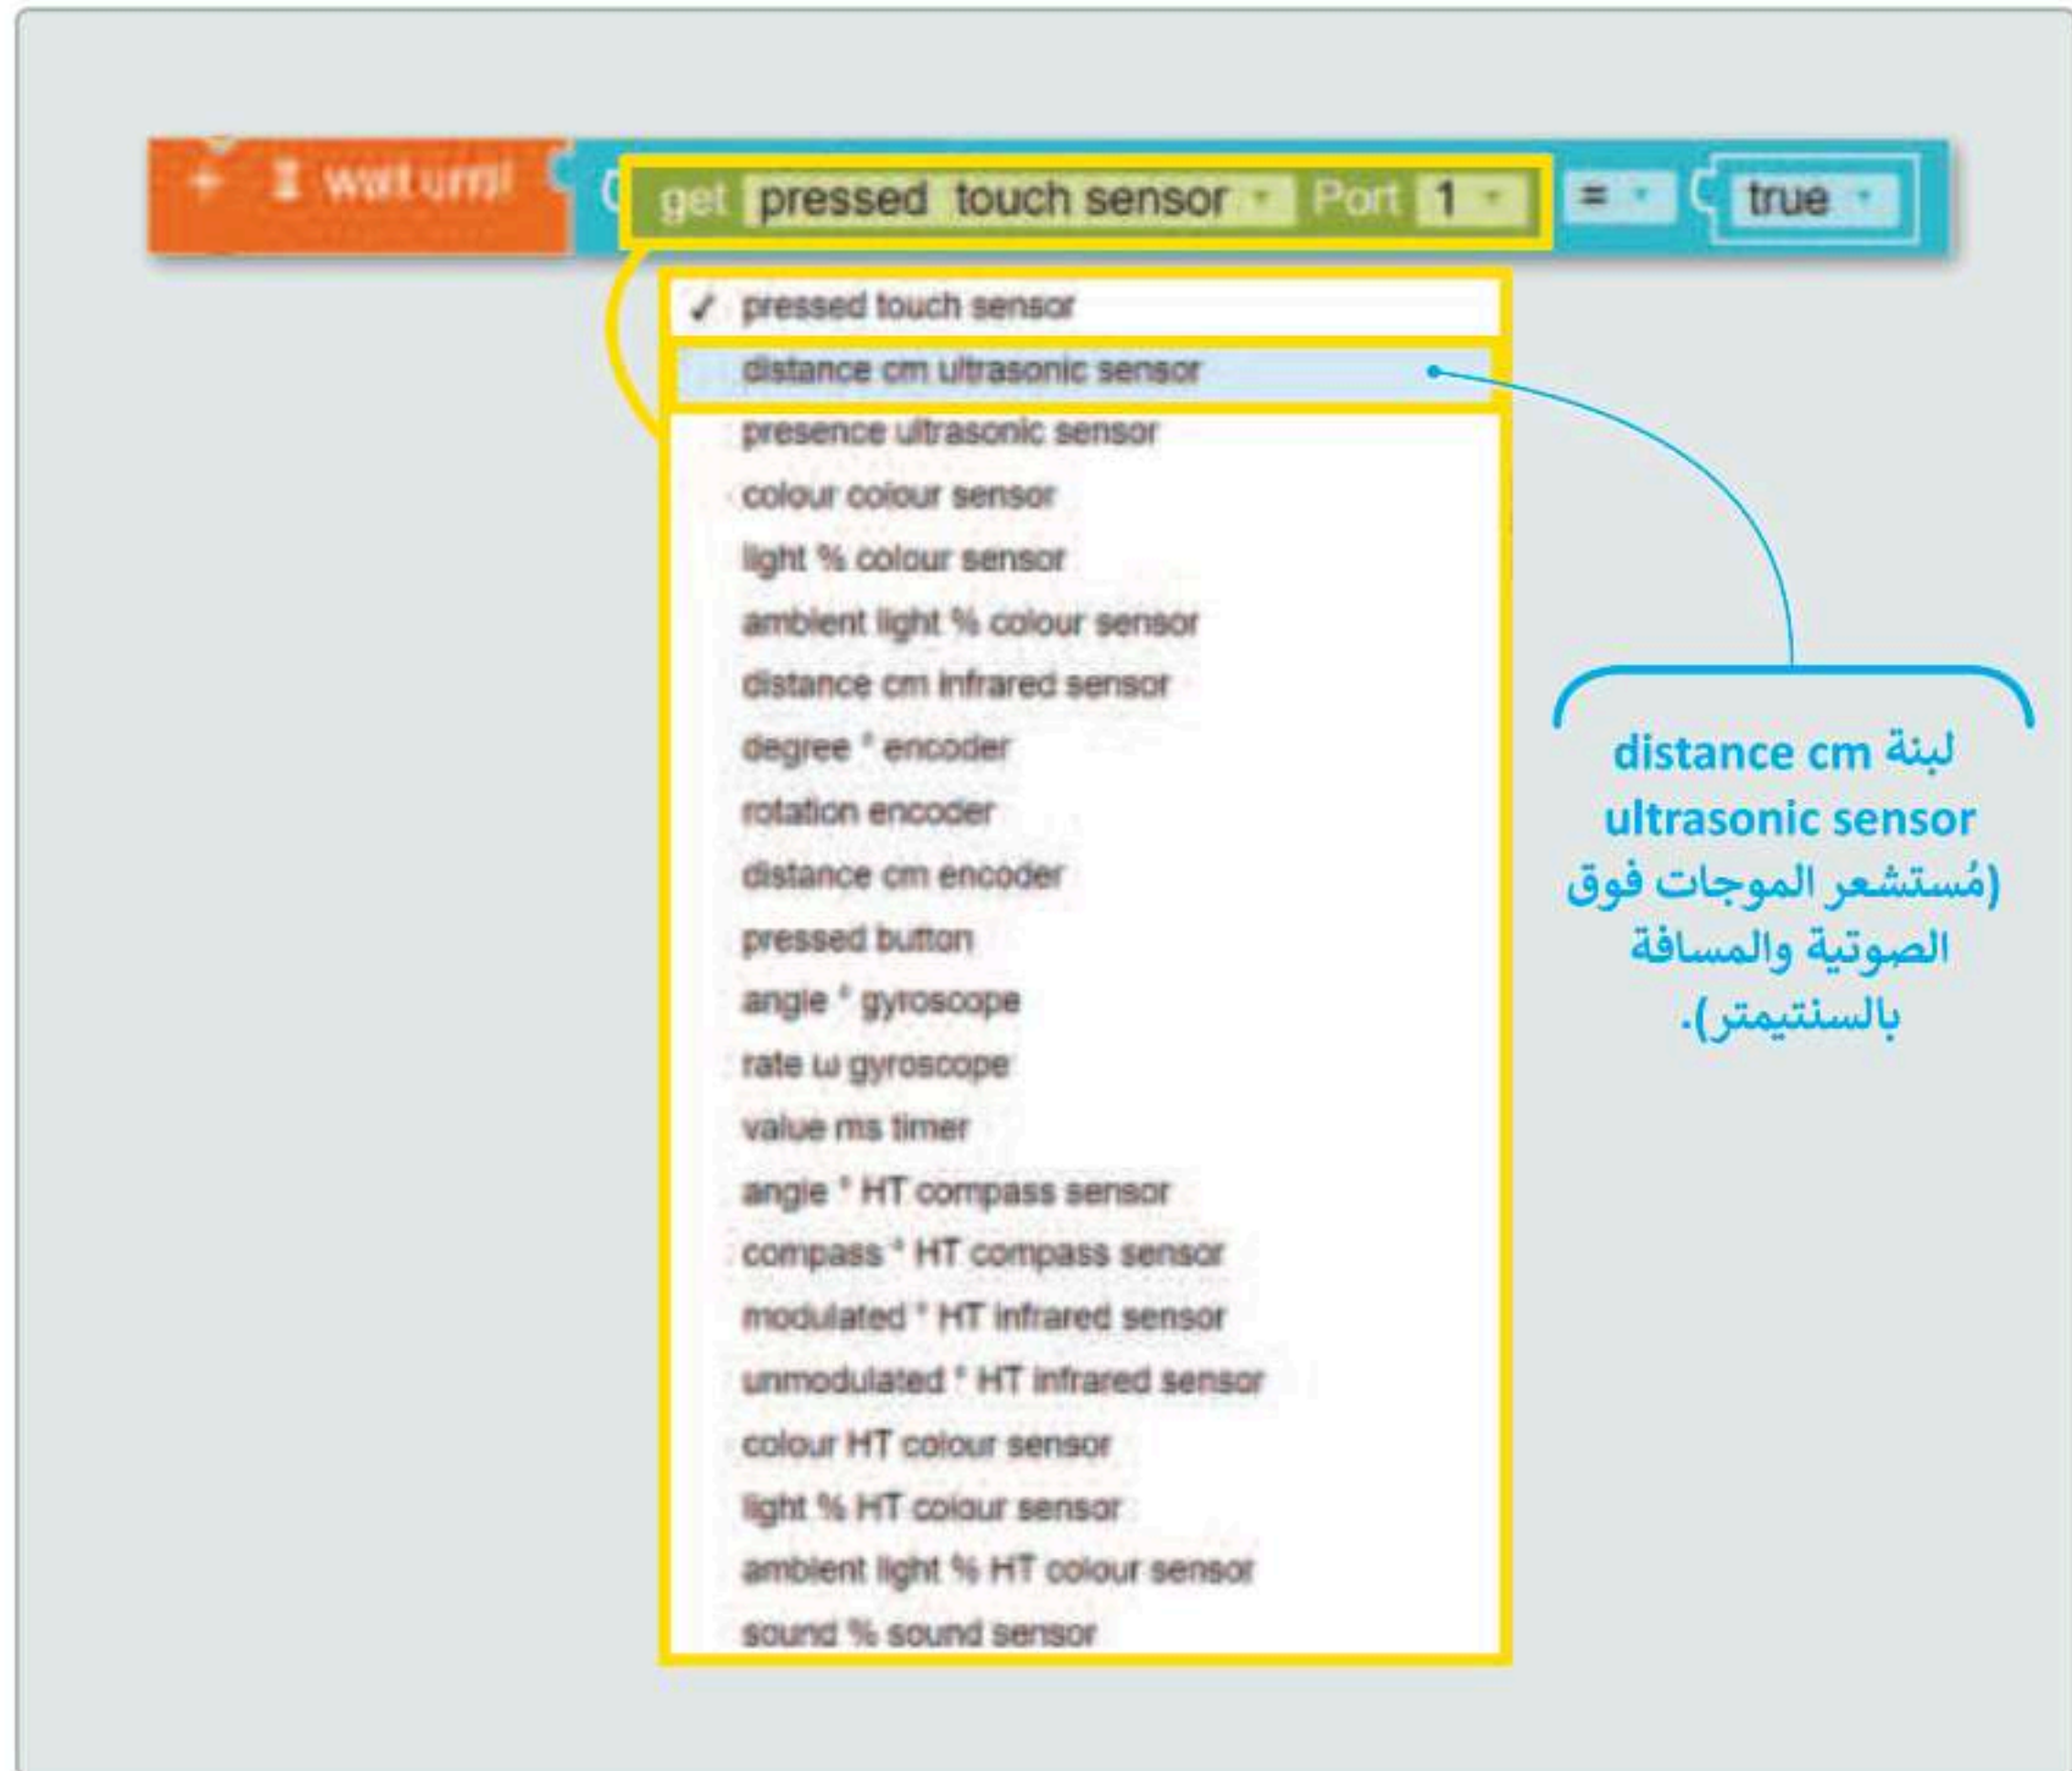 wait until get pressed touch sensor Port 1 = true
✓ pressed touch sensor
distance cm ultrasonic sensor
presence ultrasonic sensor
colour colour sensor
light % colour sensor
ambient light % colour sensor
distance cm infrared sensor
degree ° encoder
rotation encoder
distance cm encoder
pressed button
angle ° gyroscope
rate ω gyroscope
value ms timer
angle ° HT compass sensor
compass ° HT compass sensor
modulated ° HT infrared sensor
unmodulated ° HT infrared sensor
colour HT colour sensor
light % HT colour sensor
ambient light % HT colour sensor
sound % sound sensor
لبنة distance cm
ultrasonic sensor
(مُستشعر الموجات فوق
الصوتية والمسافة
بالسنتيمتر).